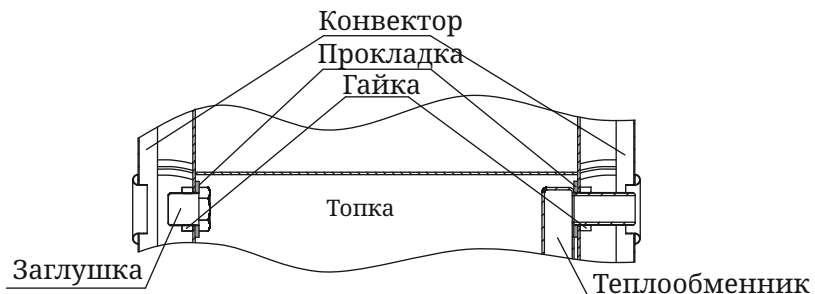 Конвектор
Прокладка
Гайка
Топка
Заглушка
Теплообменник